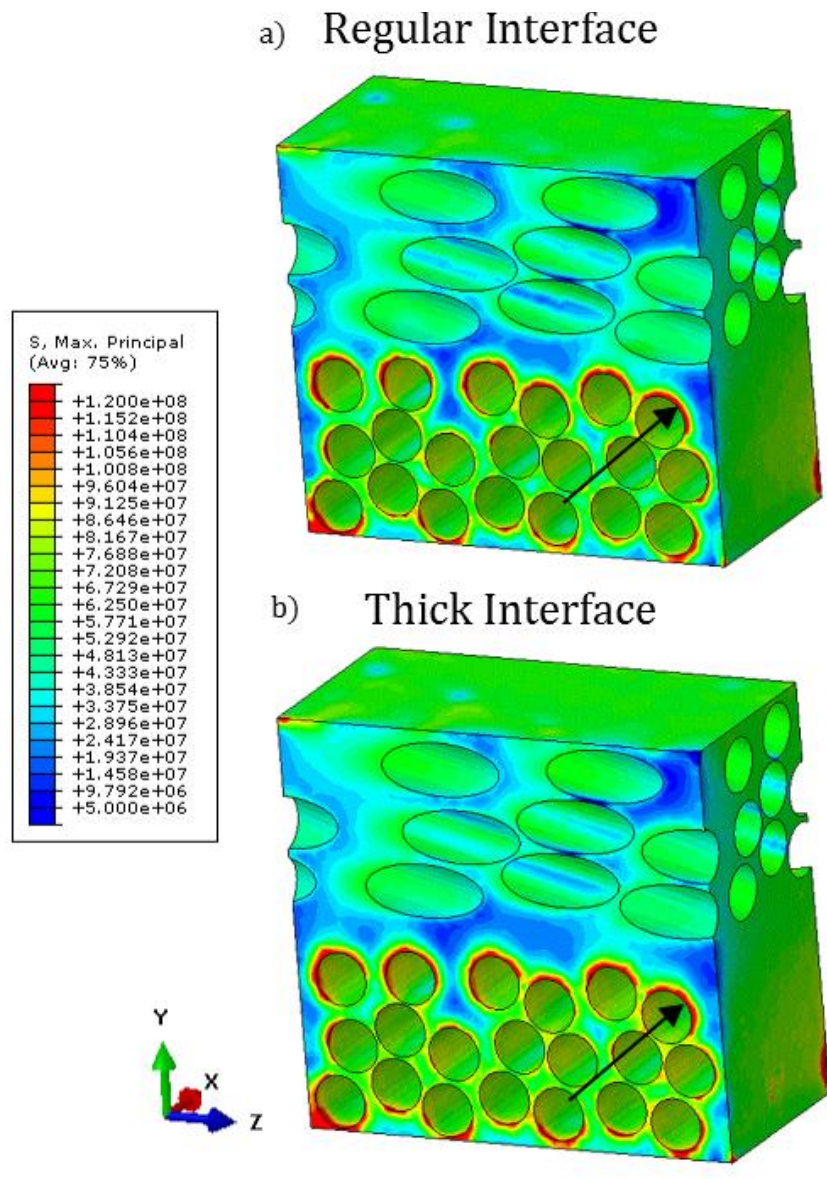 a) Regular Interface
S, Max. Principal
(Avg: 75%)
+1.200e+08
+1.152e+08
+1.104e+08
+1.056e+08
+1.008e+08
+9.604e+07
+9.125e+07
+8.646e+07
+8.167e+07
+7.688e+07
+7.208e+07
+6.729e+07
+6.250e+07
+5.771e+07
+5.292e+07
+4.813e+07
+4.333e+07
+3.854e+07
+3.375e+07
+2.896e+07
+2.417e+07
+1.937e+07
+1.458e+07
+9.792e+06
+5.000e+06
b) Thick Interface
Y
X
Z